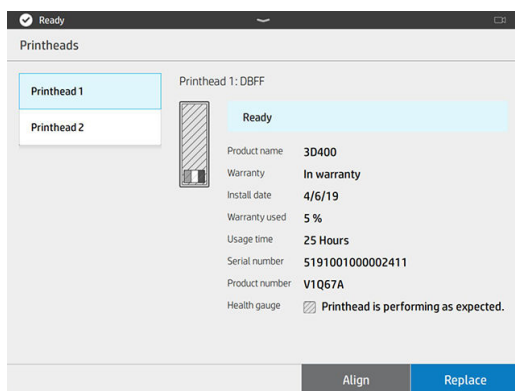 Ready
Printheads
Printhead 1
Printhead 2
Printhead 1: DBFF
Ready
Product name 3D400
Warranty In warranty
Install date 4/6/19
Warranty used 5 %
Usage time 25 Hours
Serial number 5191001000002411
Product number V1Q67A
Health gauge Printhead is performing as expected.
Align Replace